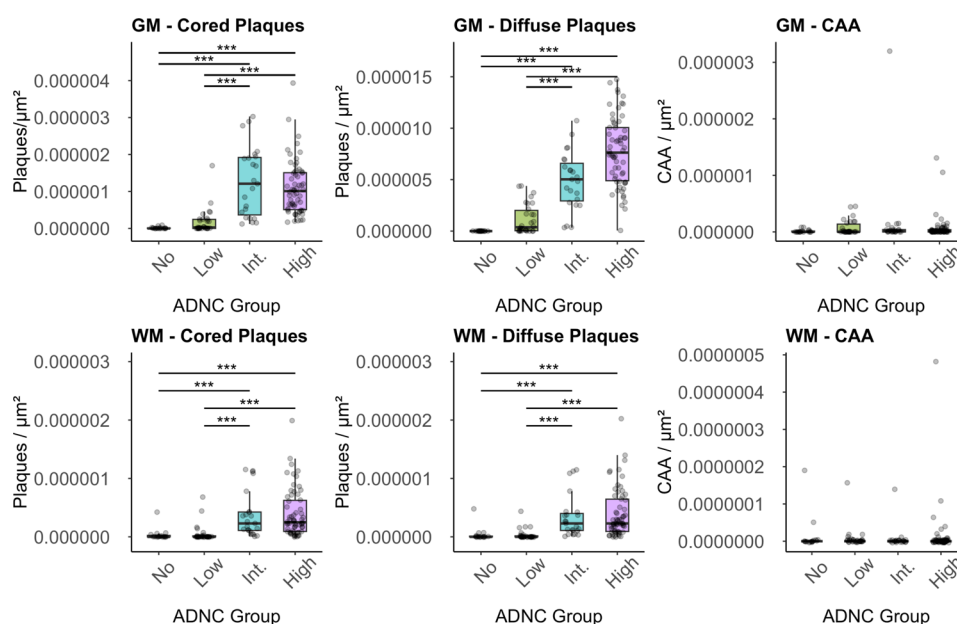 GM - Cored Plaques
Plaques/µm²
0.000004
0.000003
0.000002
0.000001
0.000000
***
***
***
***
No
Low
Int.
High
ADNC Group
GM - Diffuse Plaques
Plaques / µm²
0.000015
0.000010
0.000005
0.000000
***
***
***
***
No
Low
Int.
High
ADNC Group
GM - CAA
CAA / µm²
0.000003
0.000002
0.000001
0.000000
No
Low
Int.
High
ADNC Group
WM - Cored Plaques
Plaques / µm²
0.000003
0.000002
0.000001
0.000000
***
***
***
***
No
Low
Int.
High
ADNC Group
WM - Diffuse Plaques
Plaques / µm²
0.000003
0.000002
0.000001
0.000000
***
***
***
***
No
Low
Int.
High
ADNC Group
WM - CAA
CAA / µm²
0.0000005
0.0000004
0.0000003
0.0000002
0.0000001
0.0000000
No
Low
Int.
High
ADNC Group